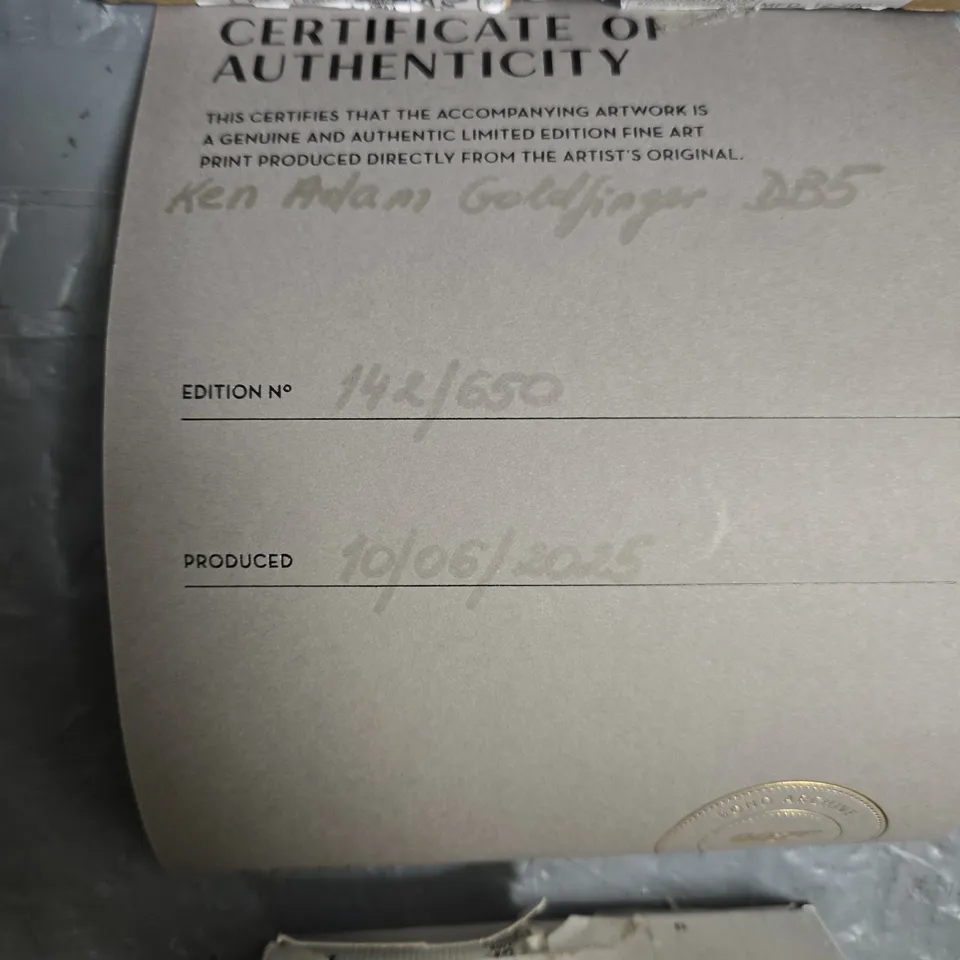 CERTIFICATE OF
AUTHENTICITY
THIS CERTIFIES THAT THE ACCOMPANYING ARTWORK IS
A GENUINE AND AUTHENTIC LIMITED EDITION FINE ART
PRINT PRODUCED DIRECTLY FROM THE ARTIST'S ORIGINAL.
Ken Adam Goldfinger DB5
EDITION Nº 142/650
PRODUCED 10/06/2025
ARCHIVE